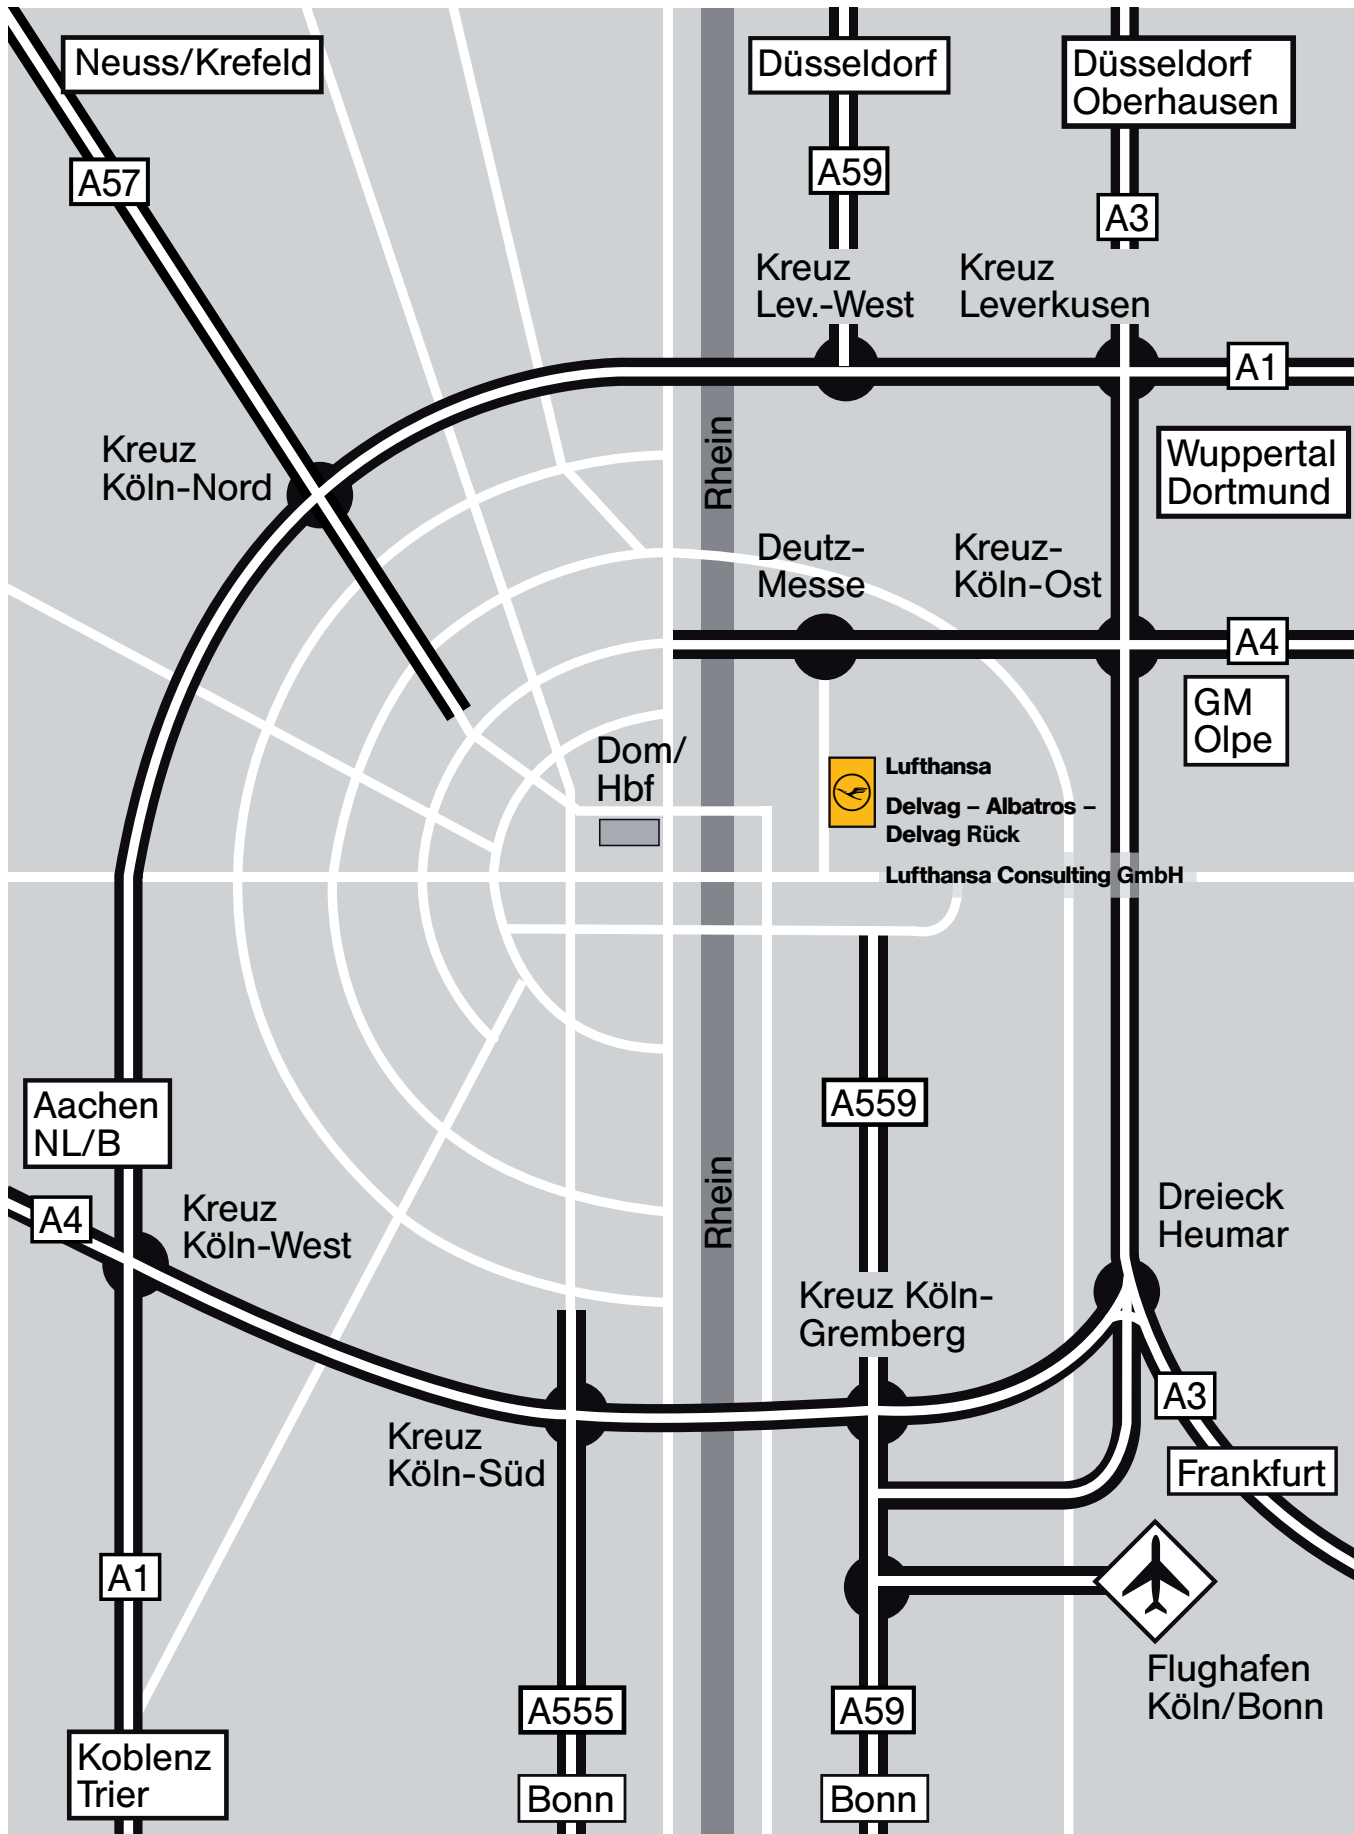 Neuss/Krefeld
Düsseldorf
Düsseldorf
Oberhausen
A57
A59
A3
Kreuz
Lev.-West
Kreuz
Leverkusen
A1
Kreuz
Köln-Nord
Rhein
Wuppertal
Dortmund
Deutz-
Messe
Kreuz-
Köln-Ost
A4
GM
Olpe
Dom/
Hbf
Lufthansa
Delvag – Albatros –
Delvag Rück
Lufthansa Consulting GmbH
Aachen
NL/B
A559
A4
Kreuz
Köln-West
Rhein
Dreieck
Heumar
Kreuz Köln-
Gremberg
A3
Kreuz
Köln-Süd
Frankfurt
A1
Flughafen
Köln/Bonn
A555
A59
Koblenz
Trier
Bonn
Bonn